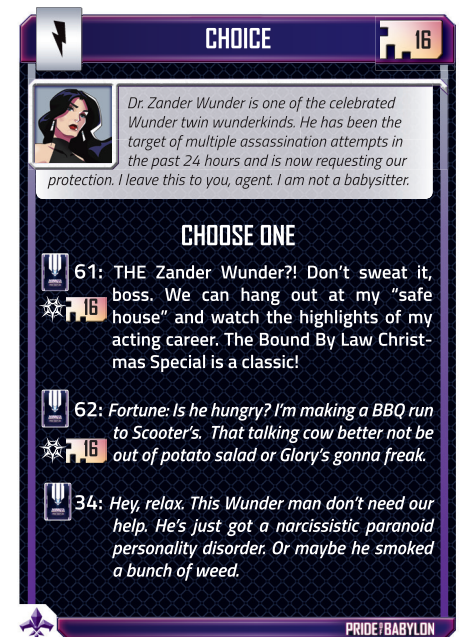 CHOICE
16
Dr. Zander Wunder is one of the celebrated
Wunder twin wunderkinds. He has been the
target of multiple assassination attempts in
the past 24 hours and is now requesting our
protection. I leave this to you, agent. I am not a babysitter.
CHOOSE ONE
61: THE Zander Wunder?! Don't sweat it,
boss. We can hang out at my "safe
16
house" and watch the highlights of my
acting career. The Bound By Law Christ-
mas Special is a classic!
62: Fortune: Is he hungry? I'm making a BBQ run
to Scooter's. That talking cow better not be
16
out of potato salad or Glory's gonna freak.
34: Hey, relax. This Wunder man don't need our
help. He's just got a narcissistic paranoid
personality disorder. Or maybe he smoked
a bunch of weed.